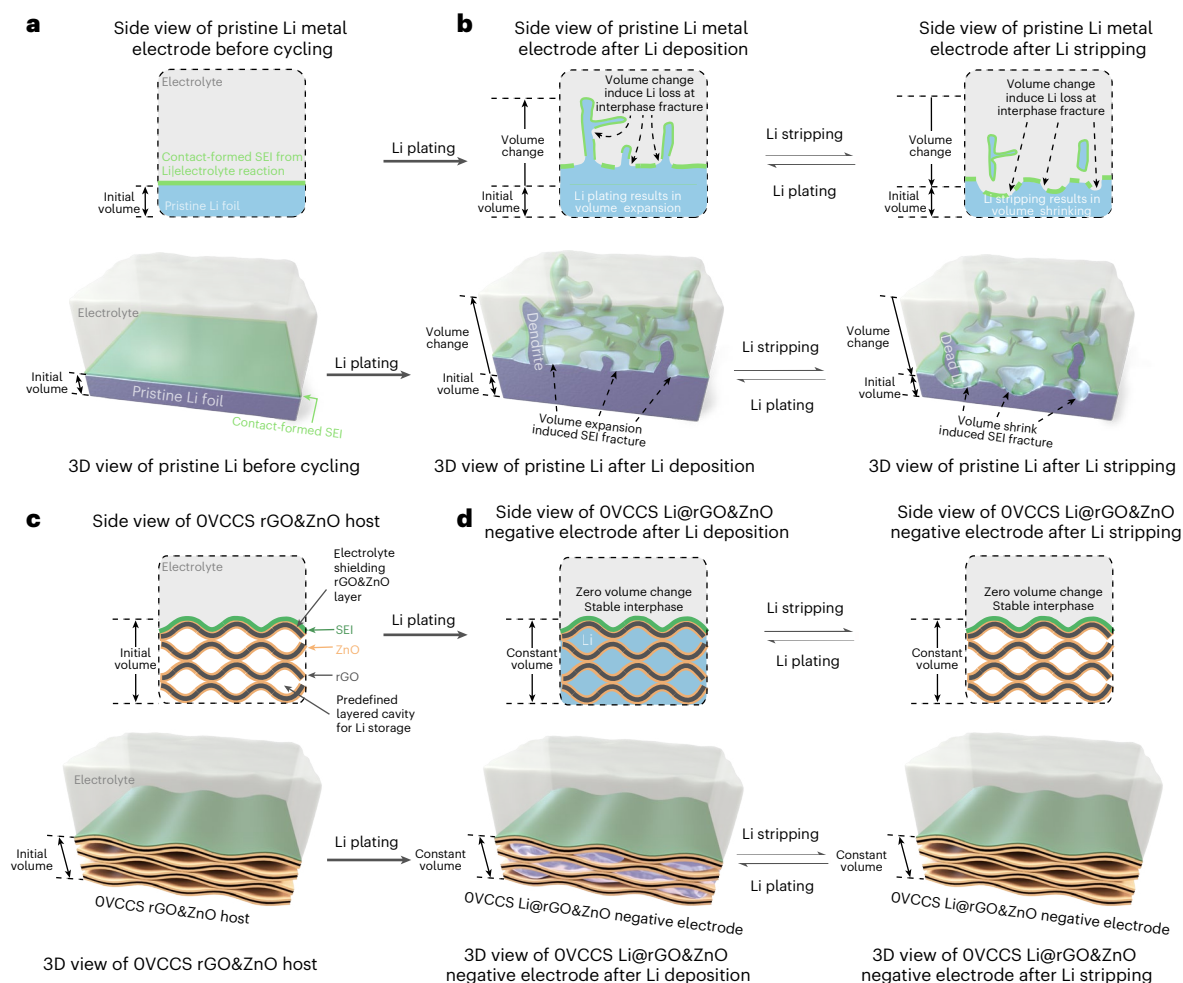 a
Side view of pristine Li metal
electrode before cycling
Electrolyte
Contact-formed SEI from
Li|electrolyte reaction
Initial
volume
Pristine Li foil
Li plating
b
Side view of pristine Li metal
electrode after Li deposition
Volume change
induce Li loss at
interphase fracture
Volume
change
Initial
volume
Li plating results in
volume expansion
Li stripping
Li plating
Side view of pristine Li metal
electrode after Li stripping
Volume change
induce Li loss at
interphase fracture
Volume
change
Initial
volume
Li stripping results in
volume shrinking
Electrolyte
Initial
volume
Pristine Li foil
Contact-formed SEI
Li plating
3D view of pristine Li before cycling
Volume
change
Initial
volume
Dendrite
Volume expansion
induced SEI fracture
3D view of pristine Li after Li deposition
Li stripping
Li plating
Volume
change
Initial
volume
Dead Li
Volume shrink
induced SEI fracture
3D view of pristine Li after Li stripping
c
Side view of 0VCCS rGO&ZnO host
Electrolyte
Electrolyte
shielding
rGO&ZnO
layer
SEI
ZnO
rGO
Predefined
layered cavity
for Li storage
Initial
volume
Li plating
d
Side view of 0VCCS Li@rGO&ZnO
negative electrode after Li deposition
Zero volume change
Stable interphase
Li
Constant
volume
Li stripping
Li plating
Side view of 0VCCS Li@rGO&ZnO
negative electrode after Li stripping
Zero volume change
Stable interphase
Constant
volume
Electrolyte
Initial
volume
0VCCS rGO&ZnO host
3D view of 0VCCS rGO&ZnO host
Li plating
Constant
volume
0VCCS Li@rGO&ZnO negative electrode
3D view of 0VCCS Li@rGO&ZnO
negative electrode after Li deposition
Li stripping
Li plating
Constant
volume
0VCCS Li@rGO&ZnO negative electrode
3D view of 0VCCS Li@rGO&ZnO
negative electrode after Li stripping